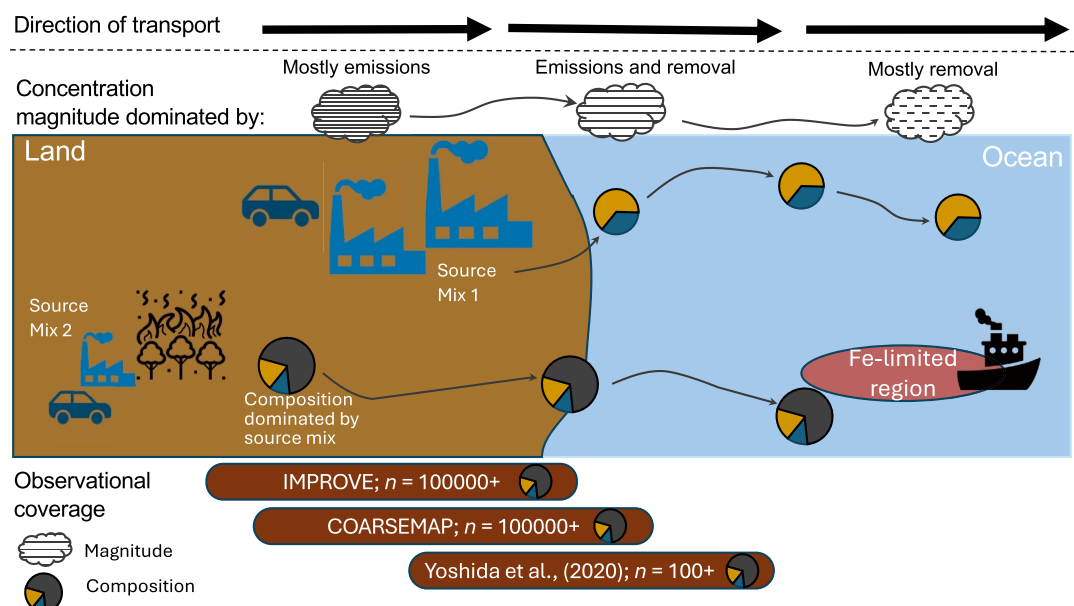 Direction of transport
Mostly emissions
Emissions and removal
Mostly removal
Concentration
magnitude dominated by:
Land
Ocean
Source
Mix 1
Source
Mix 2
Fe-limited
region
Composition
dominated by
source mix
Observational
coverage
IMPROVE; n = 100000+
COARSEMAP; n = 100000+
Yoshida et al., (2020); n = 100+
Magnitude
Composition